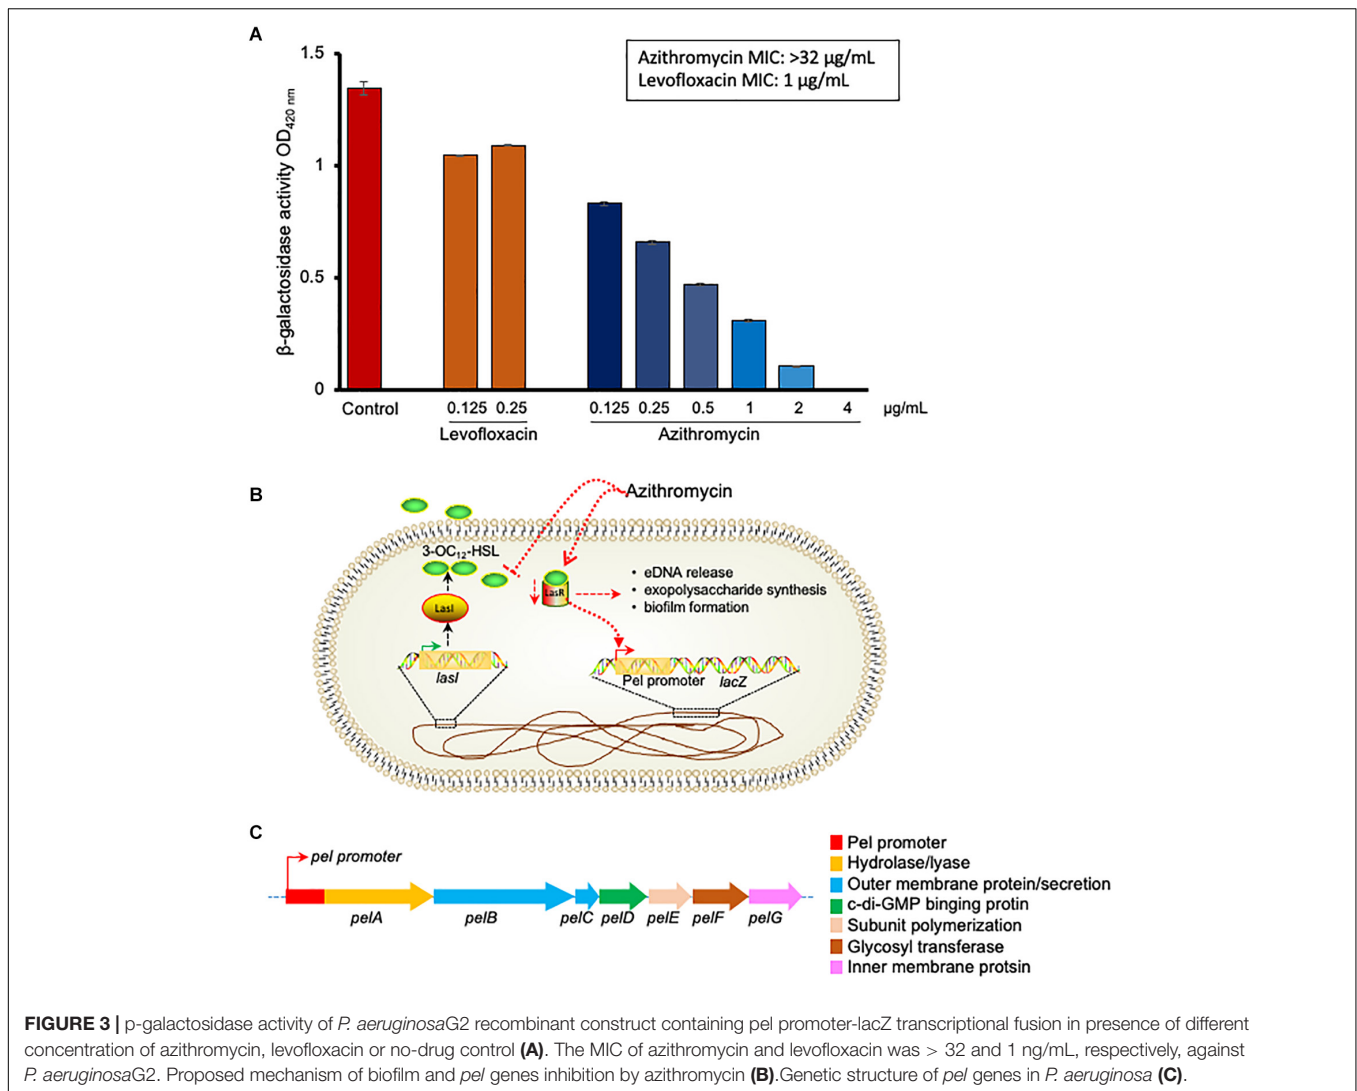 A
Azithromycin MIC: >32 µg/mL
Levofloxacin MIC: 1 µg/mL
β-galactosidase activity OD420 nm
1.5
1
0.5
0
Control
0.125 0.25
0.125 0.25 0.5 1 2 4 µg/mL
Levofloxacin
Azithromycin
B
Azithromycin
3-OC12-HSL
LasI
LasR
• eDNA release
• exopolysaccharide synthesis
• biofilm formation
lasI
Pel promoter lacZ
C
pel promoter
pelA pelB pelC pelD pelE pelF pelG
Pel promoter
Hydrolase/lyase
Outer membrane protein/secretion
c-di-GMP binging protin
Subunit polymerization
Glycosyl transferase
Inner membrane protsin
FIGURE 3 | p-galactosidase activity of P. aeruginosaG2 recombinant construct containing pel promoter-lacZ transcriptional fusion in presence of different
concentration of azithromycin, levofloxacin or no-drug control (A). The MIC of azithromycin and levofloxacin was > 32 and 1 ng/mL, respectively, against
P. aeruginosaG2. Proposed mechanism of biofilm and pel genes inhibition by azithromycin (B).Genetic structure of pel genes in P. aeruginosa (C).